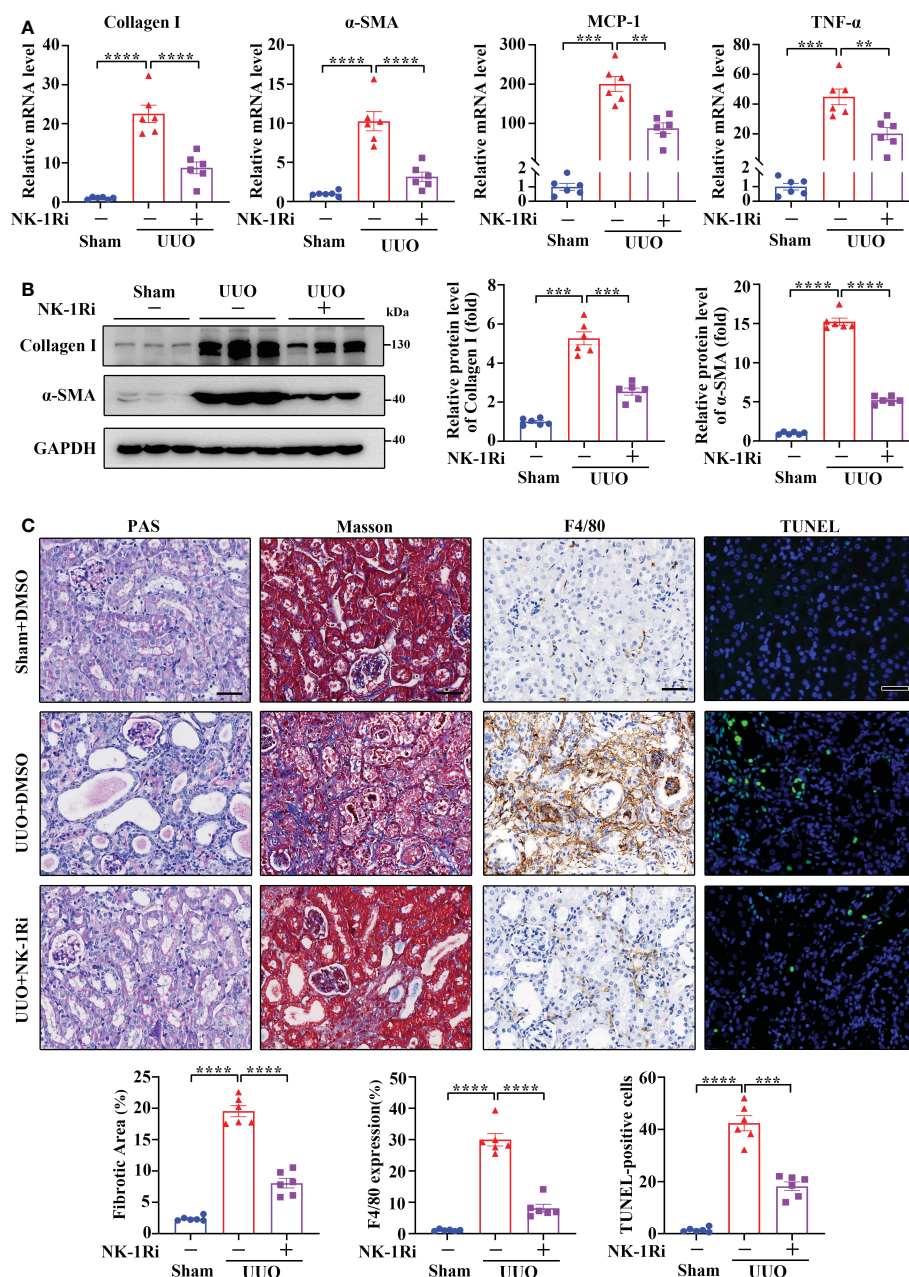 A
Collagen I
Relative mRNA level
40
30
20
10
0
****
****
NK-1Ri
−
−
+
Sham
UUO
α-SMA
Relative mRNA level
20
15
10
5
0
****
****
NK-1Ri
−
−
+
Sham
UUO
MCP-1
Relative mRNA level
300
200
100
2
1
0
***
**
NK-1Ri
−
−
+
Sham
UUO
TNF-α
Relative mRNA level
80
60
40
20
2
1
0
***
**
NK-1Ri
−
−
+
Sham
UUO
B
Sham
UUO
UUO
NK-1Ri
−
−
+
kDa
Collagen I
130
α-SMA
40
GAPDH
40
Relative protein level
of Collagen I (fold)
8
6
4
2
0
***
***
NK-1Ri
−
−
+
Sham
UUO
Relative protein level
of α-SMA (fold)
20
15
10
5
0
****
****
NK-1Ri
−
−
+
Sham
UUO
C
PAS
Masson
F4/80
TUNEL
Sham+DMSO
UUO+DMSO
UUO+NK-1Ri
Fibrotic Area (%)
25
20
15
10
5
0
****
****
NK-1Ri
−
−
+
Sham
UUO
F4/80 expression(%)
50
40
30
20
10
0
****
****
NK-1Ri
−
−
+
Sham
UUO
TUNEL-positive cells
60
40
20
0
****
***
NK-1Ri
−
−
+
Sham
UUO